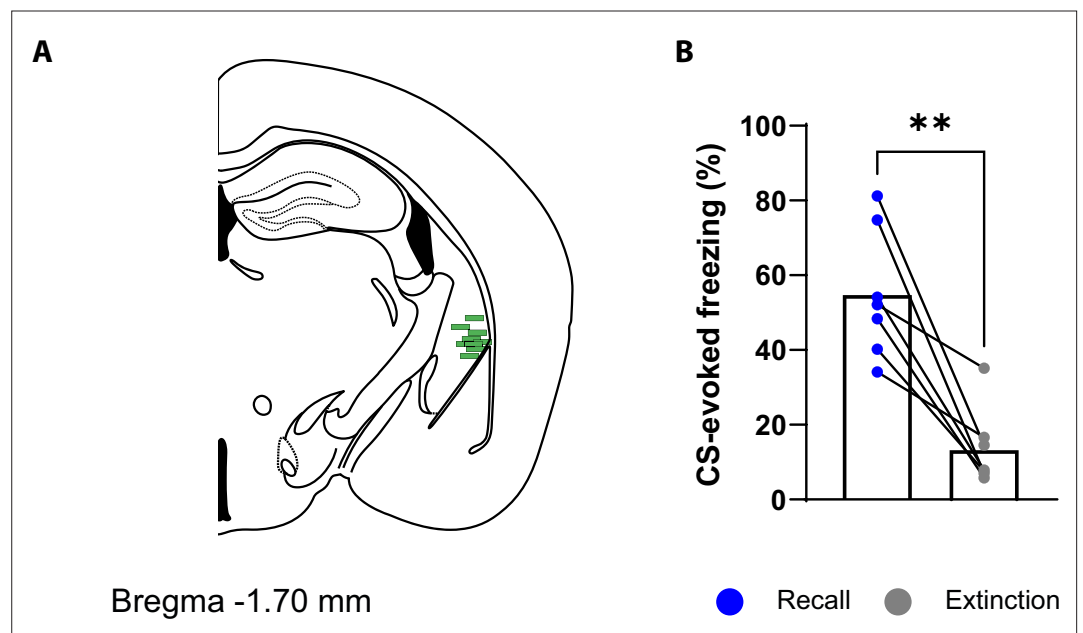 A
B
CS-evoked freezing (%)
100
80
60
40
20
0
**
Bregma -1.70 mm
Recall
Extinction